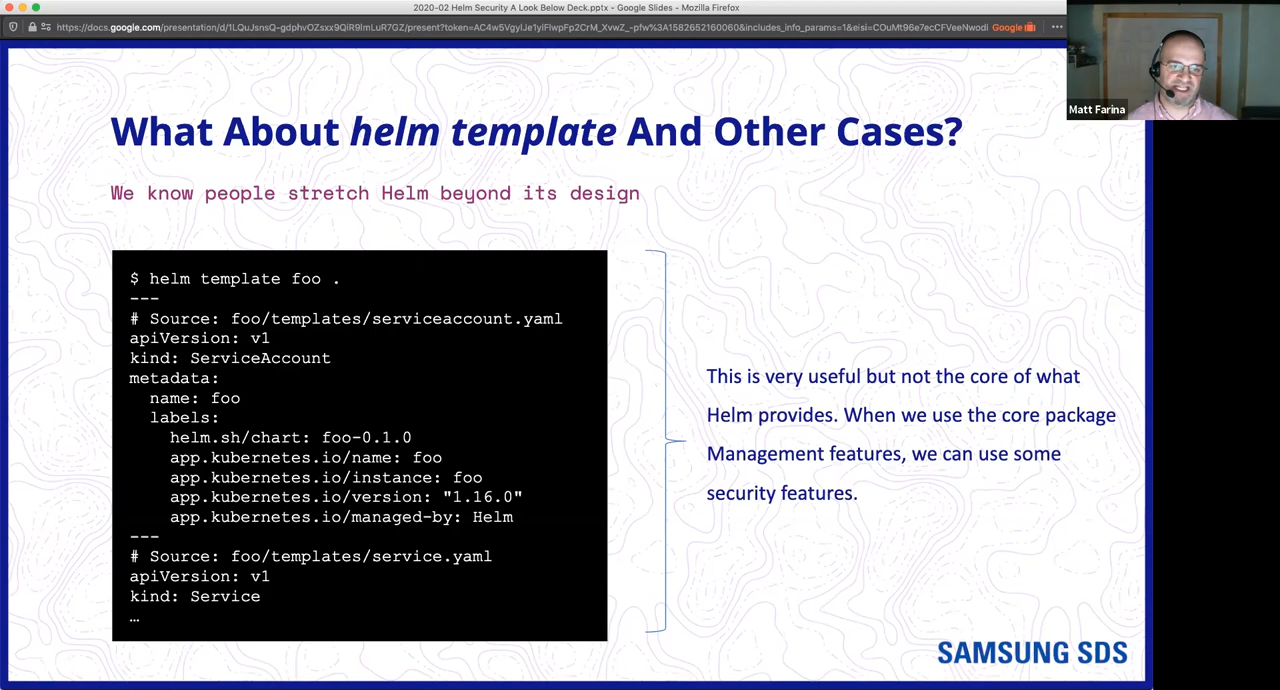 2020-02 Helm Security A Look Below Deck.pptx - Google Slides - Mozilla Firefox
Google
Matt Farina
What About helm template And Other Cases?
We know people stretch Helm beyond its design
$ helm template foo .
---
# Source: foo/templates/serviceaccount.yaml
apiVersion: v1
kind: ServiceAccount
metadata:
  name: foo
  labels:
    helm.sh/chart: foo-0.1.0
    app.kubernetes.io/name: foo
    app.kubernetes.io/instance: foo
    app.kubernetes.io/version: "1.16.0"
    app.kubernetes.io/managed-by: Helm
---
# Source: foo/templates/service.yaml
apiVersion: v1
kind: Service
…
This is very useful but not the core of what
Helm provides. When we use the core package
Management features, we can use some
security features.
SAMSUNG SDS